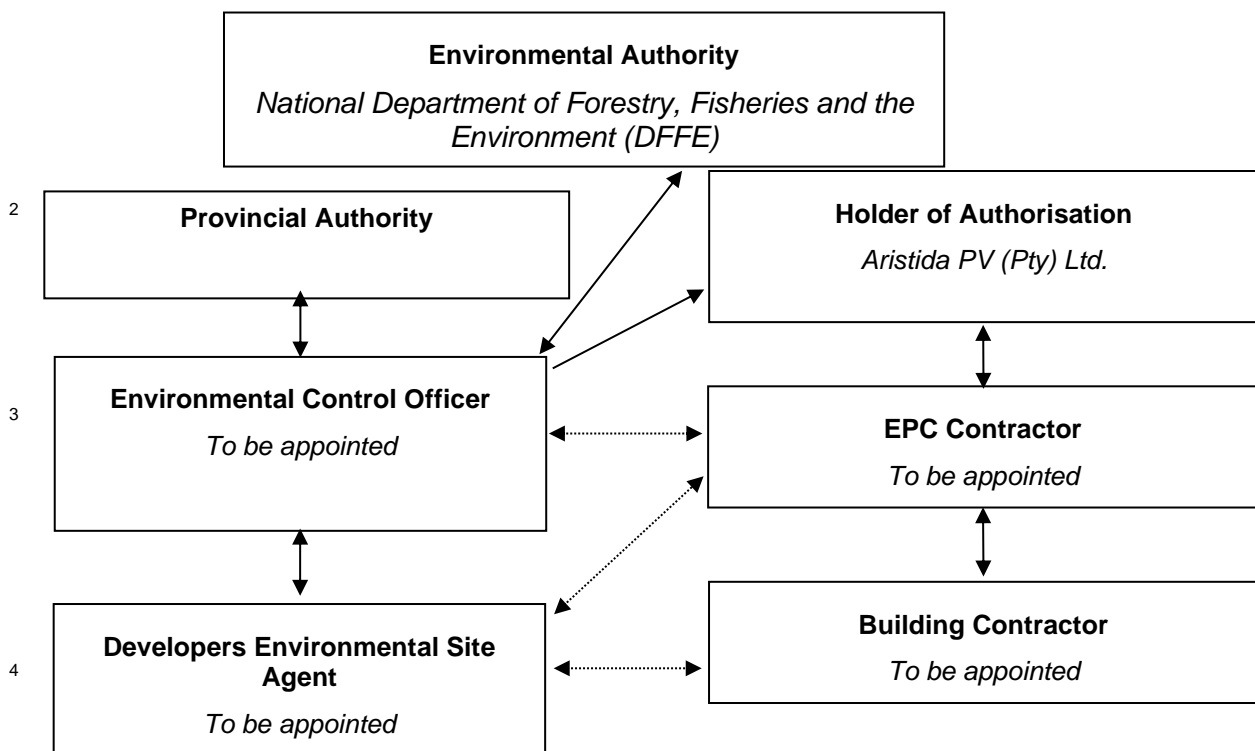 Environmental Authority
National Department of Forestry, Fisheries and the
Environment (DFFE)
2
Provincial Authority
Holder of Authorisation
Aristida PV (Pty) Ltd.
3
Environmental Control Officer
To be appointed
EPC Contractor
To be appointed
4
Developers Environmental Site
Agent
To be appointed
Building Contractor
To be appointed